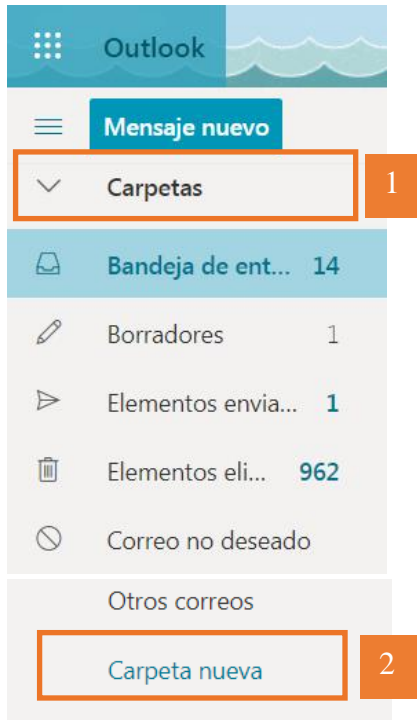 Outlook
Mensaje nuevo
Carpetas
1
Bandeja de ent... 14
Borradores 1
Elementos envia... 1
Elementos eli... 962
Correo no deseado
Otros correos
Carpeta nueva
2